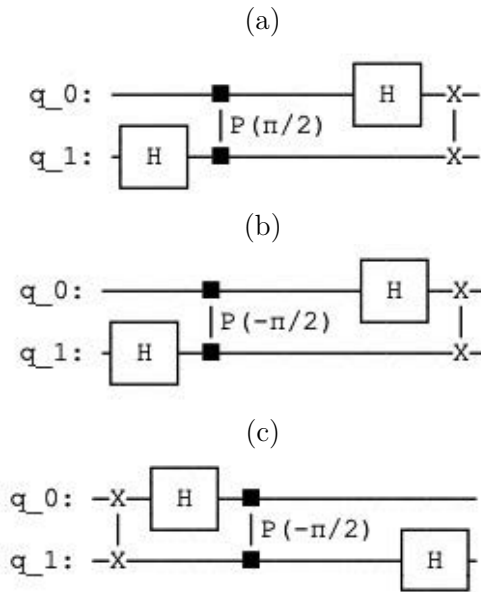 (a)
q_0: H X
P(π/2)
q_1: H X
(b)
q_0: H X
P(-π/2)
q_1: H X
(c)
q_0: X H
P(-π/2)
q_1: X H